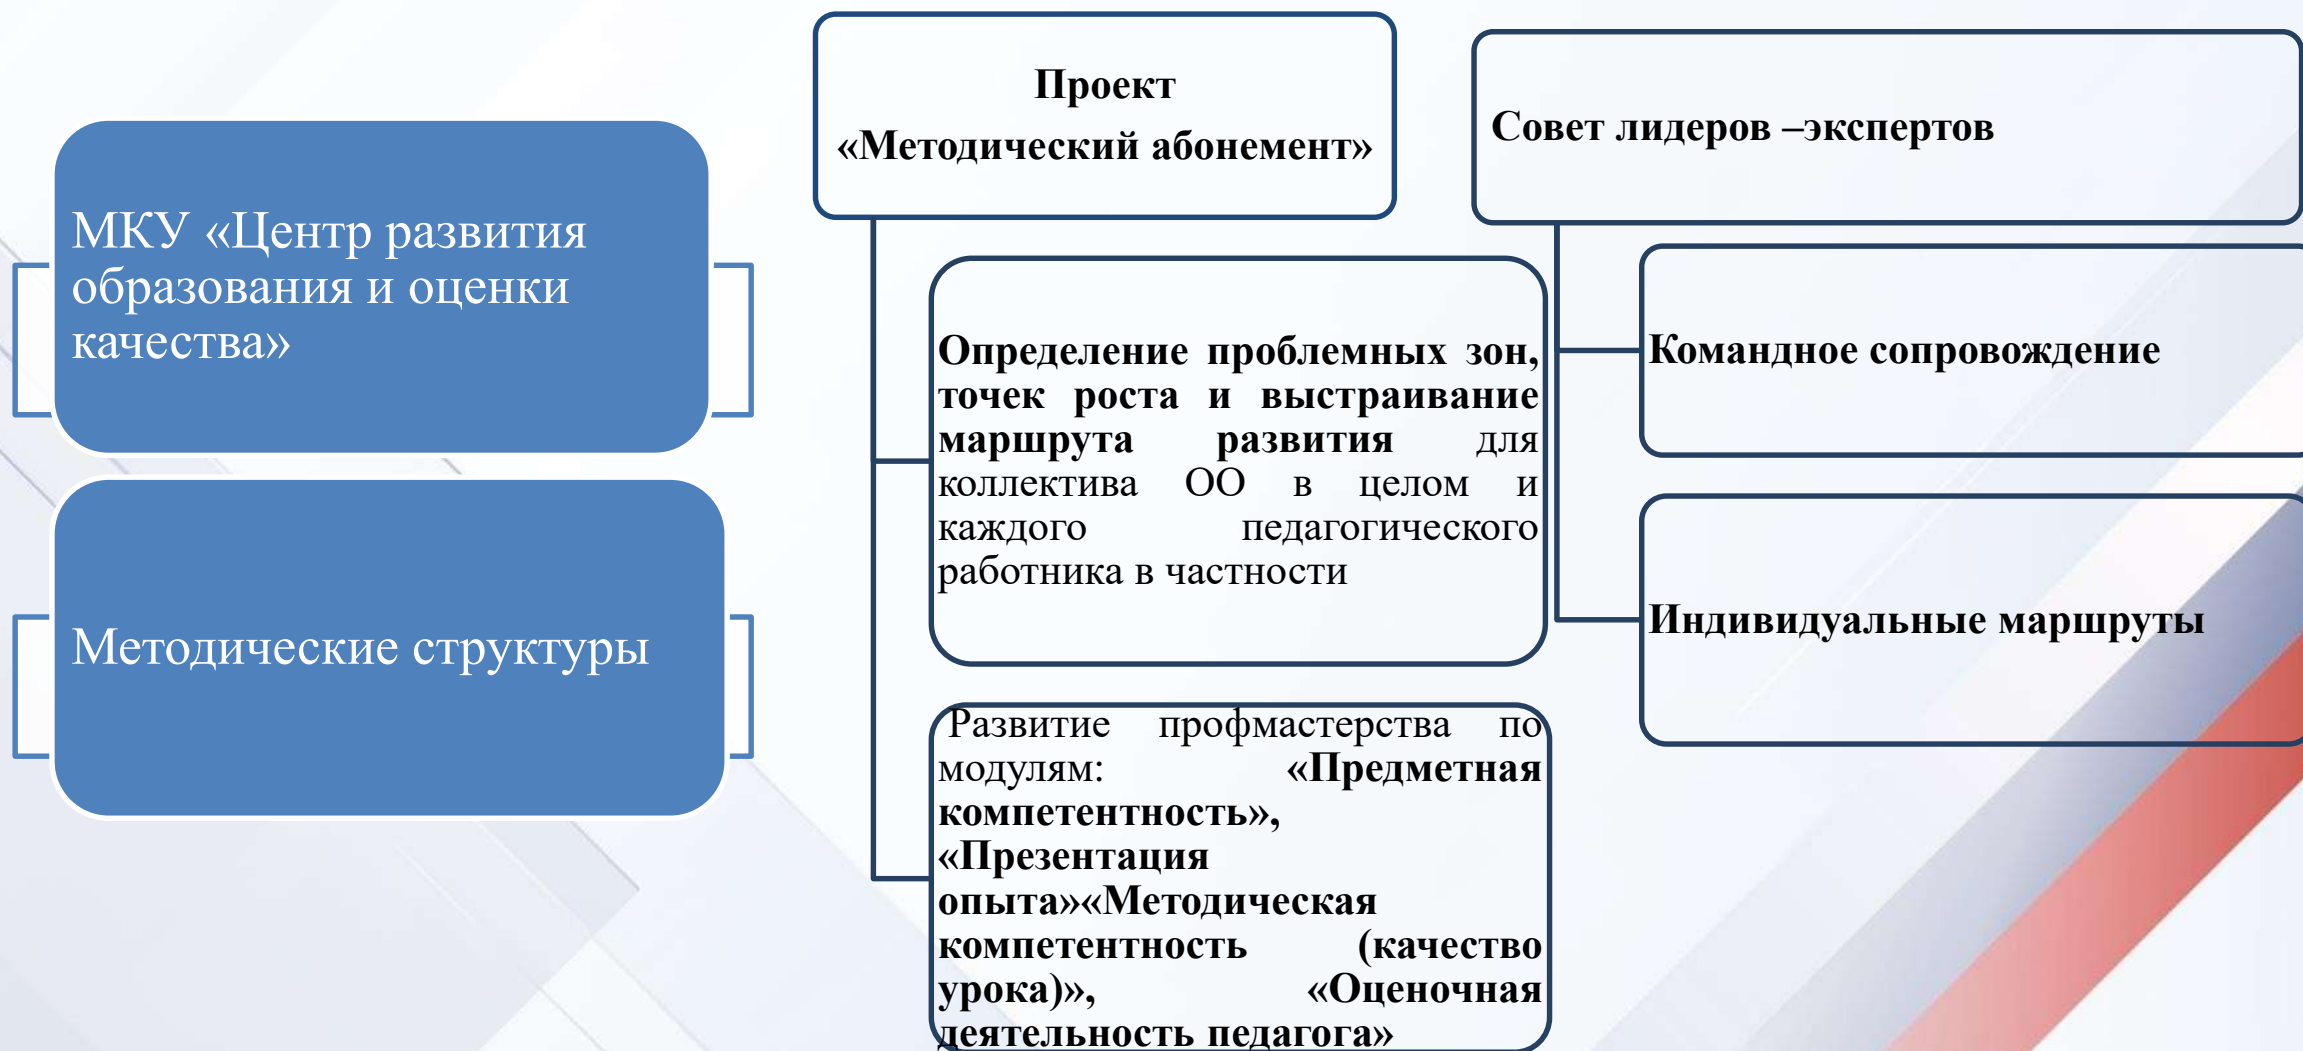 МКУ «Центр развития
образования и оценки
качества»
Методические структуры
Проект
«Методический абонемент»
Определение проблемных зон,
точек роста и выстраивание
маршрута развития для
коллектива ОО в целом и
каждого педагогического
работника в частности
Развитие профмастерства по
модулям: «Предметная
компетентность»,
«Презентация
опыта»«Методическая
компетентность (качество
урока)», «Оценочная
деятельность педагога»
Совет лидеров –экспертов
Командное сопровождение
Индивидуальные маршруты